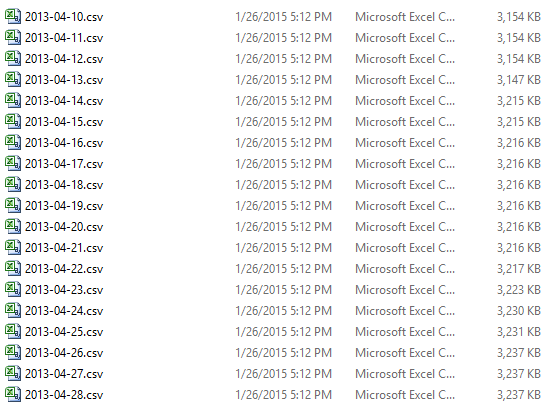 2013-04-10.csv 1/26/2015 5:12 PM Microsoft Excel C... 3,154 KB
2013-04-11.csv 1/26/2015 5:12 PM Microsoft Excel C... 3,154 KB
2013-04-12.csv 1/26/2015 5:12 PM Microsoft Excel C... 3,154 KB
2013-04-13.csv 1/26/2015 5:12 PM Microsoft Excel C... 3,147 KB
2013-04-14.csv 1/26/2015 5:12 PM Microsoft Excel C... 3,215 KB
2013-04-15.csv 1/26/2015 5:12 PM Microsoft Excel C... 3,215 KB
2013-04-16.csv 1/26/2015 5:12 PM Microsoft Excel C... 3,216 KB
2013-04-17.csv 1/26/2015 5:12 PM Microsoft Excel C... 3,216 KB
2013-04-18.csv 1/26/2015 5:12 PM Microsoft Excel C... 3,216 KB
2013-04-19.csv 1/26/2015 5:12 PM Microsoft Excel C... 3,216 KB
2013-04-20.csv 1/26/2015 5:12 PM Microsoft Excel C... 3,216 KB
2013-04-21.csv 1/26/2015 5:12 PM Microsoft Excel C... 3,216 KB
2013-04-22.csv 1/26/2015 5:12 PM Microsoft Excel C... 3,217 KB
2013-04-23.csv 1/26/2015 5:12 PM Microsoft Excel C... 3,223 KB
2013-04-24.csv 1/26/2015 5:12 PM Microsoft Excel C... 3,230 KB
2013-04-25.csv 1/26/2015 5:12 PM Microsoft Excel C... 3,231 KB
2013-04-26.csv 1/26/2015 5:12 PM Microsoft Excel C... 3,237 KB
2013-04-27.csv 1/26/2015 5:12 PM Microsoft Excel C... 3,237 KB
2013-04-28.csv 1/26/2015 5:12 PM Microsoft Excel C... 3,237 KB